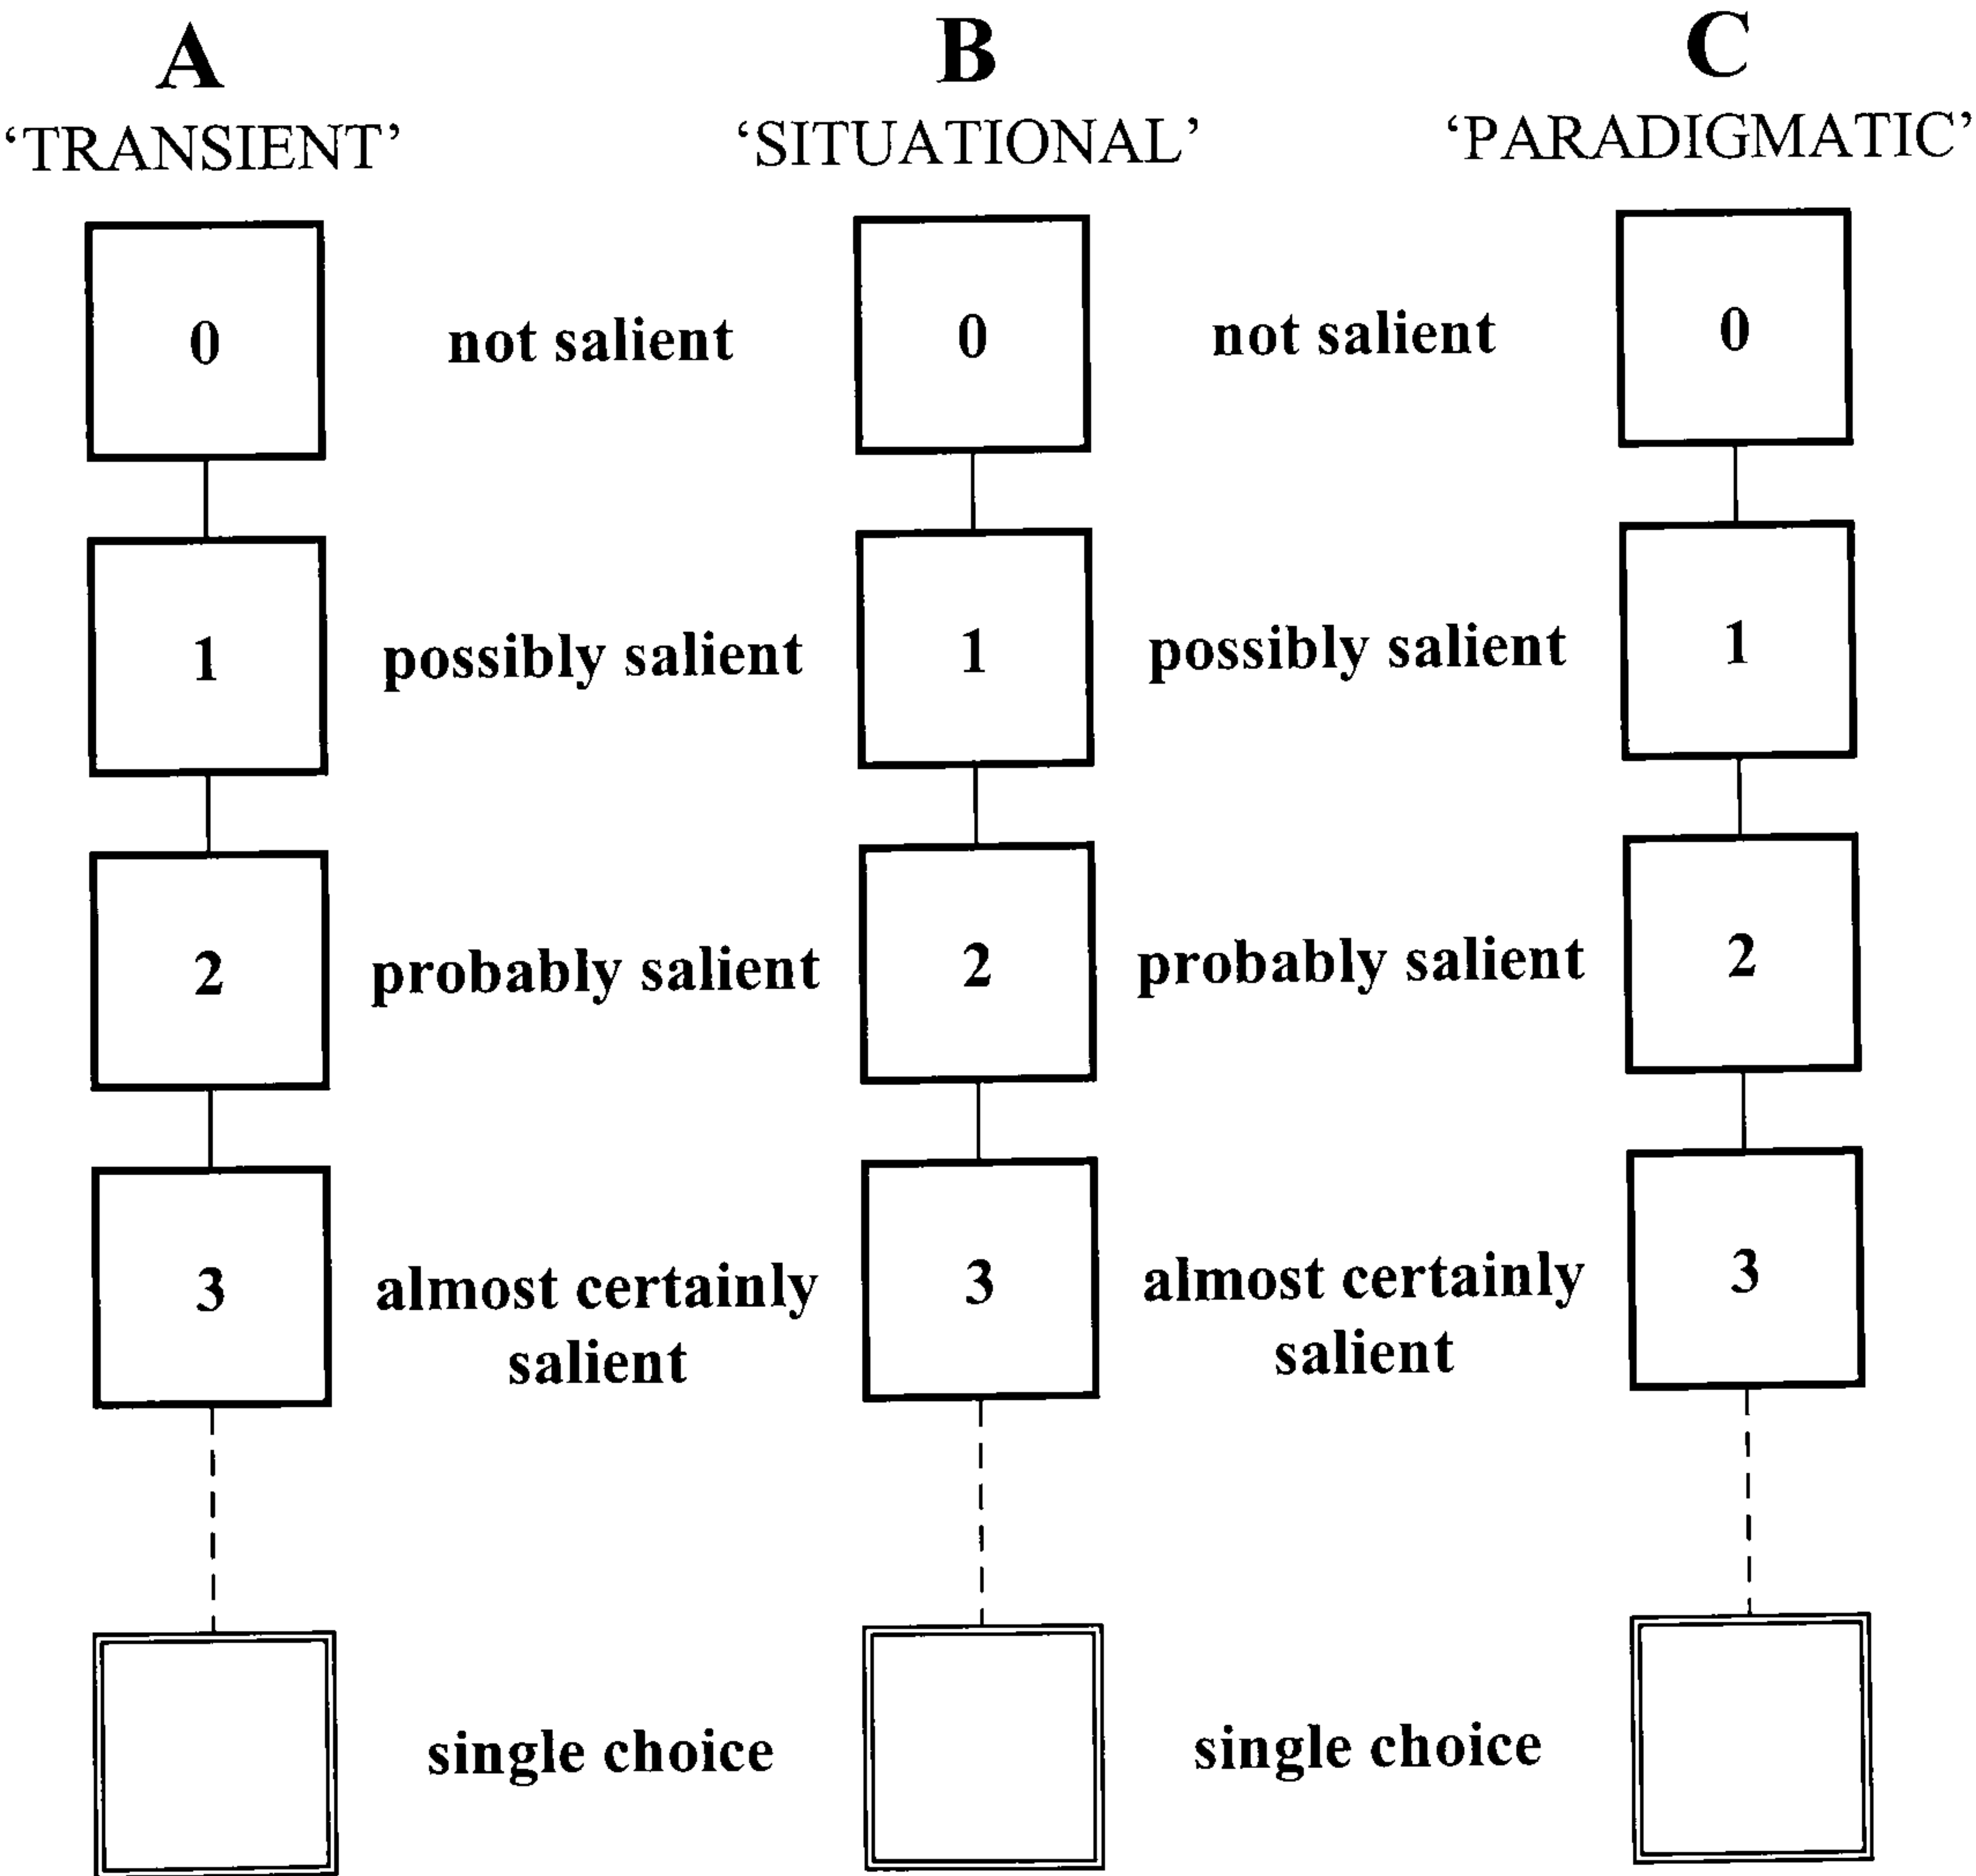 A B C
‘TRANSIENT’ ‘SITUATIONAL’ ‘PARADIGMATIC’
0 not salient 0 not salient 0
1 possibly salient 1 possibly salient 1
2 probably salient 2 probably salient 2
3 almost certainly 3 almost certainly 3
salient salient
single choice single choice